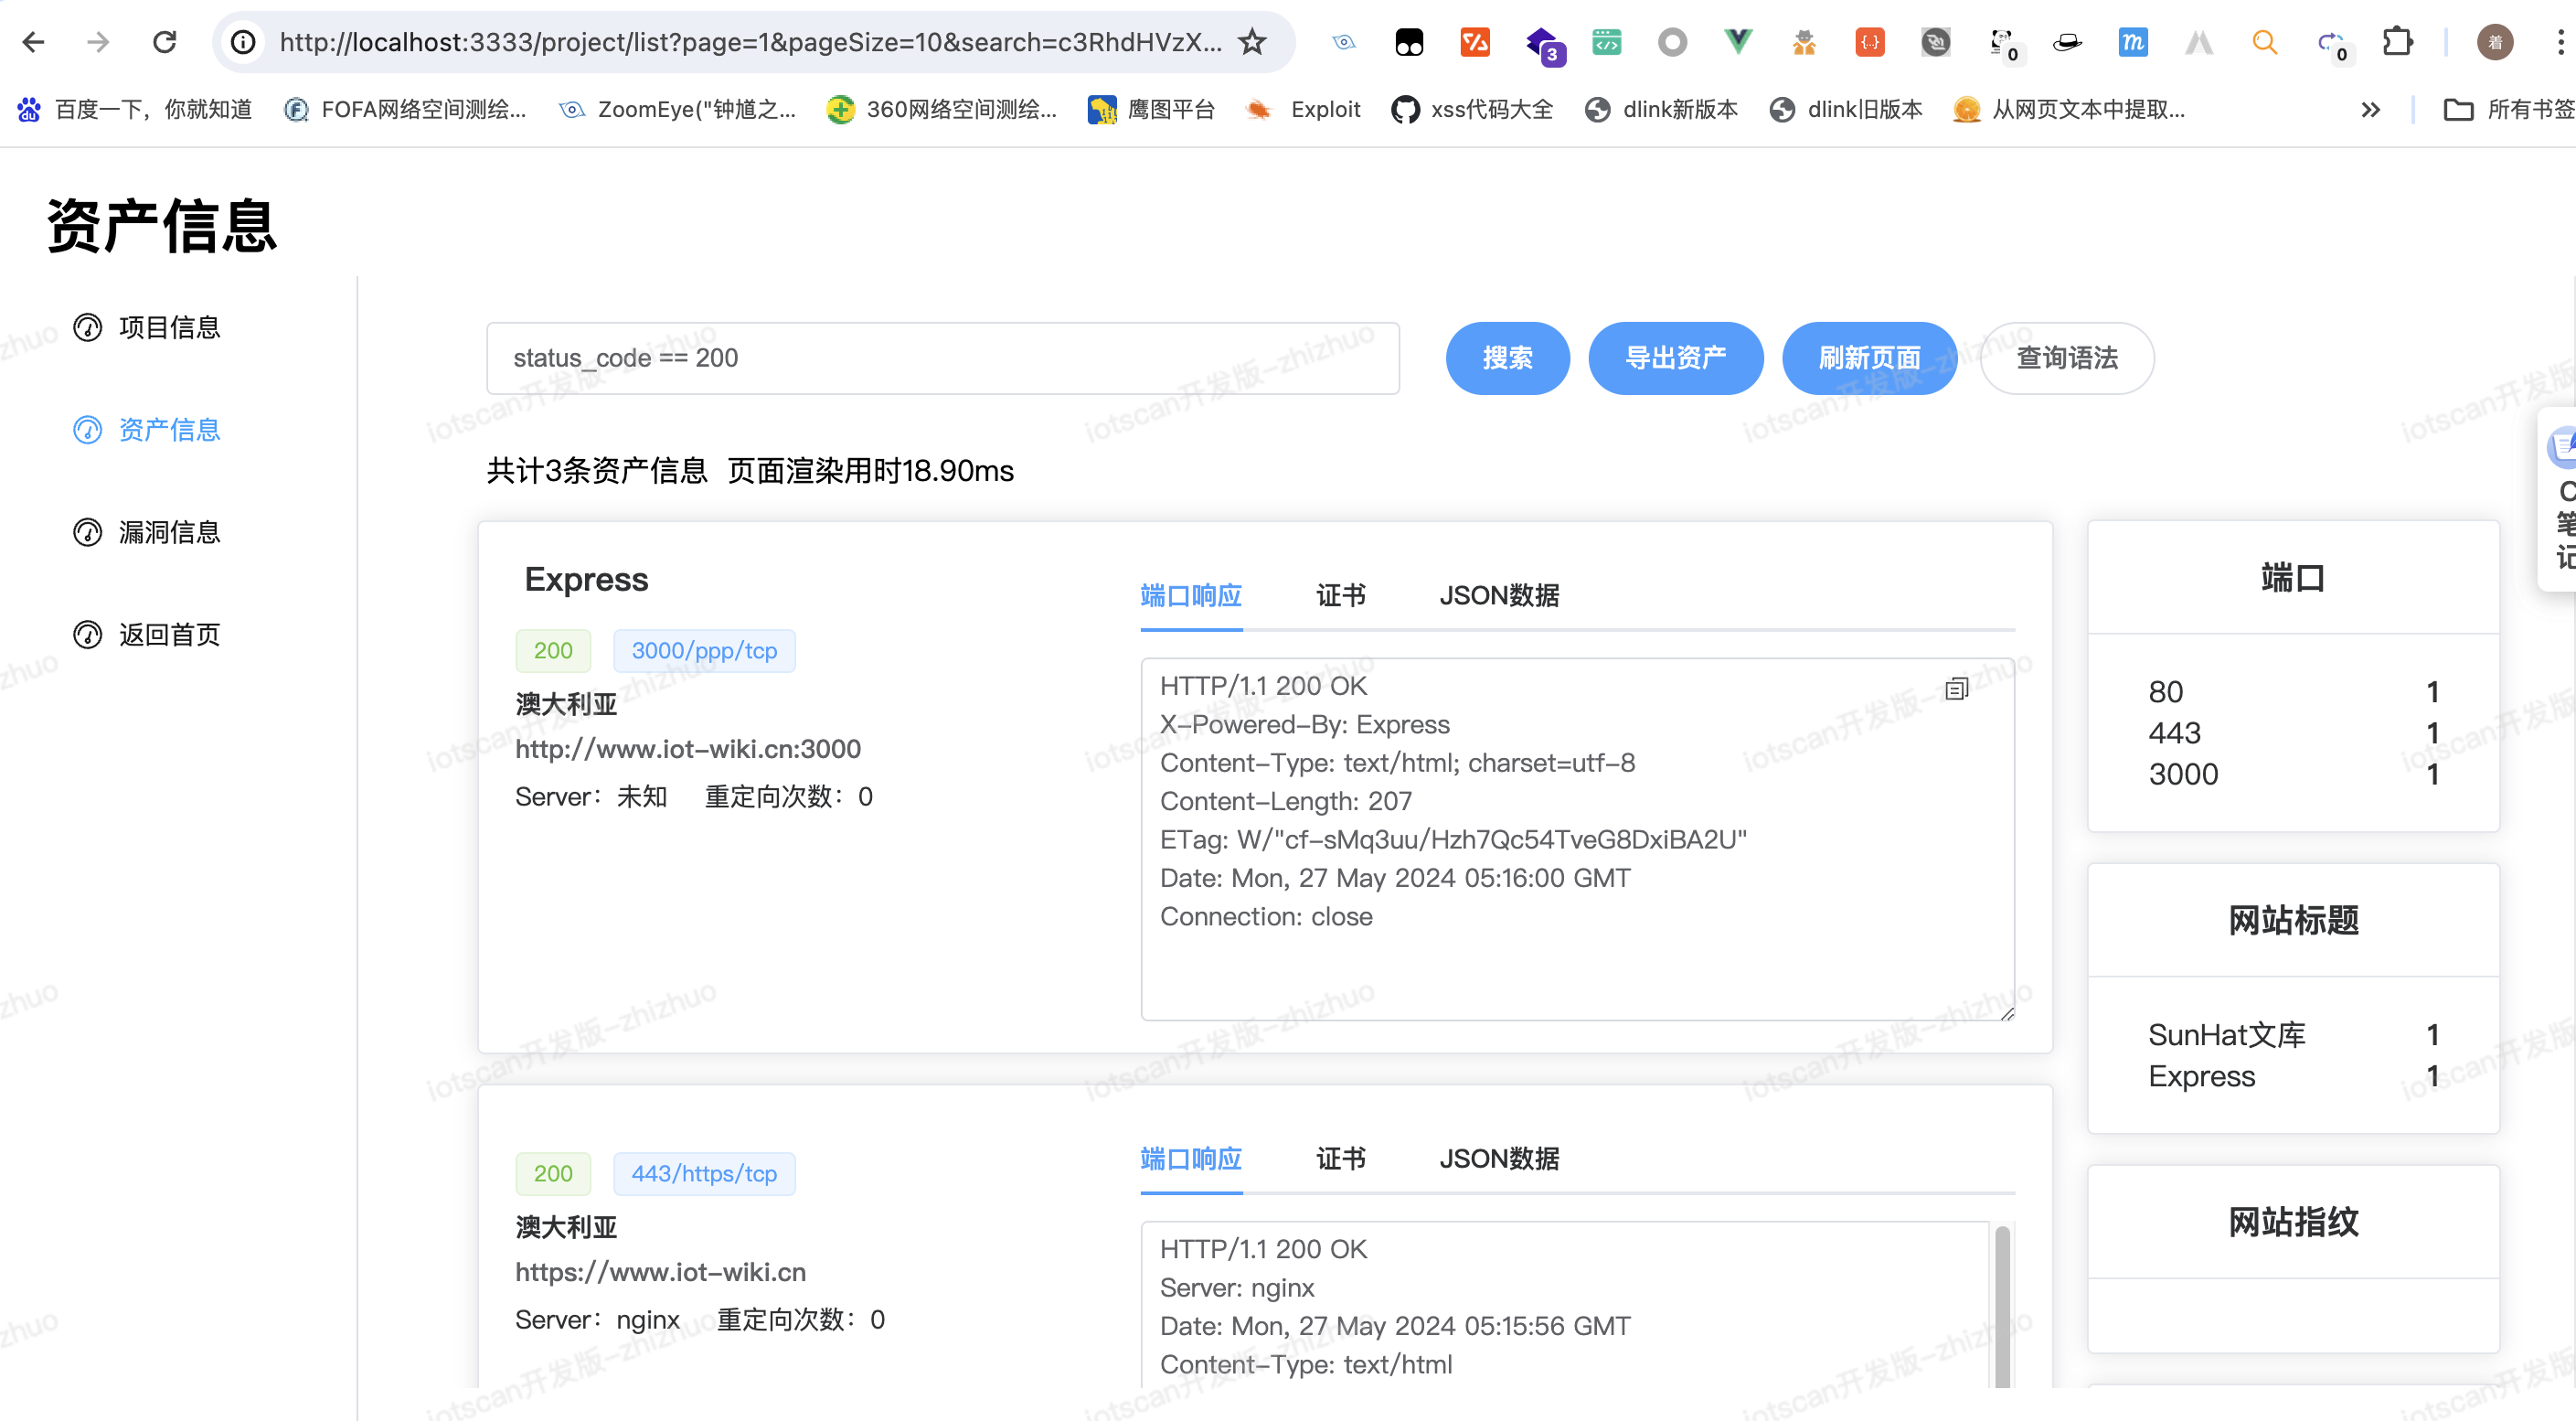 http://localhost:3333/project/list?page=1&pageSize=10&search=c3RhdHVzX...
3
0
0
着
百度一下，你就知道
FOFA网络空间测绘...
ZoomEye("钟馗之...
360网络空间测绘...
鹰图平台
Exploit
xss代码大全
dlink新版本
dlink旧版本
从网页文本中提取...
所有书签
资产信息
项目信息
资产信息
漏洞信息
返回首页
status_code == 200
搜索
导出资产
刷新页面
查询语法
共计3条资产信息 页面渲染用时18.90ms
Express
200
3000/ppp/tcp
澳大利亚
http://www.iot-wiki.cn:3000
Server：未知 重定向次数：0
端口响应
证书
JSON数据
HTTP/1.1 200 OK
X-Powered-By: Express
Content-Type: text/html; charset=utf-8
Content-Length: 207
ETag: W/"cf-sMq3uu/Hzh7Qc54TveG8DxiBA2U"
Date: Mon, 27 May 2024 05:16:00 GMT
Connection: close
200
443/https/tcp
澳大利亚
https://www.iot-wiki.cn
Server：nginx 重定向次数：0
端口响应
证书
JSON数据
HTTP/1.1 200 OK
Server: nginx
Date: Mon, 27 May 2024 05:15:56 GMT
Content-Type: text/html
端口
80 1
443 1
3000 1
网站标题
SunHat文库 1
Express 1
网站指纹
笔
记
iotscan开发版-zhizhuo